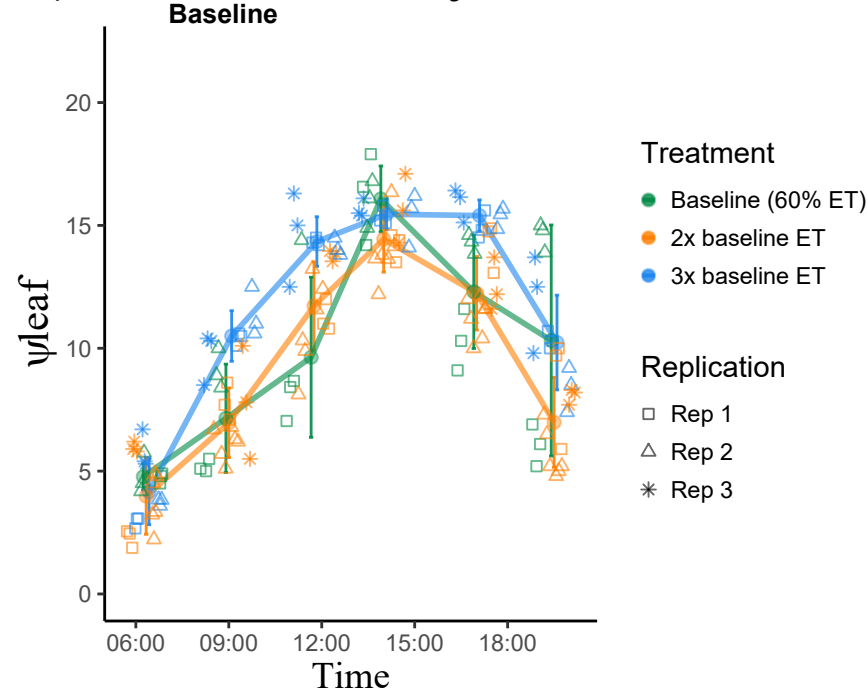 Baseline
20
15
10
5
0
ψleaf
06:00 09:00 12:00 15:00 18:00
Time
Treatment
Baseline (60% ET)
2x baseline ET
3x baseline ET
Replication
Rep 1
Rep 2
Rep 3